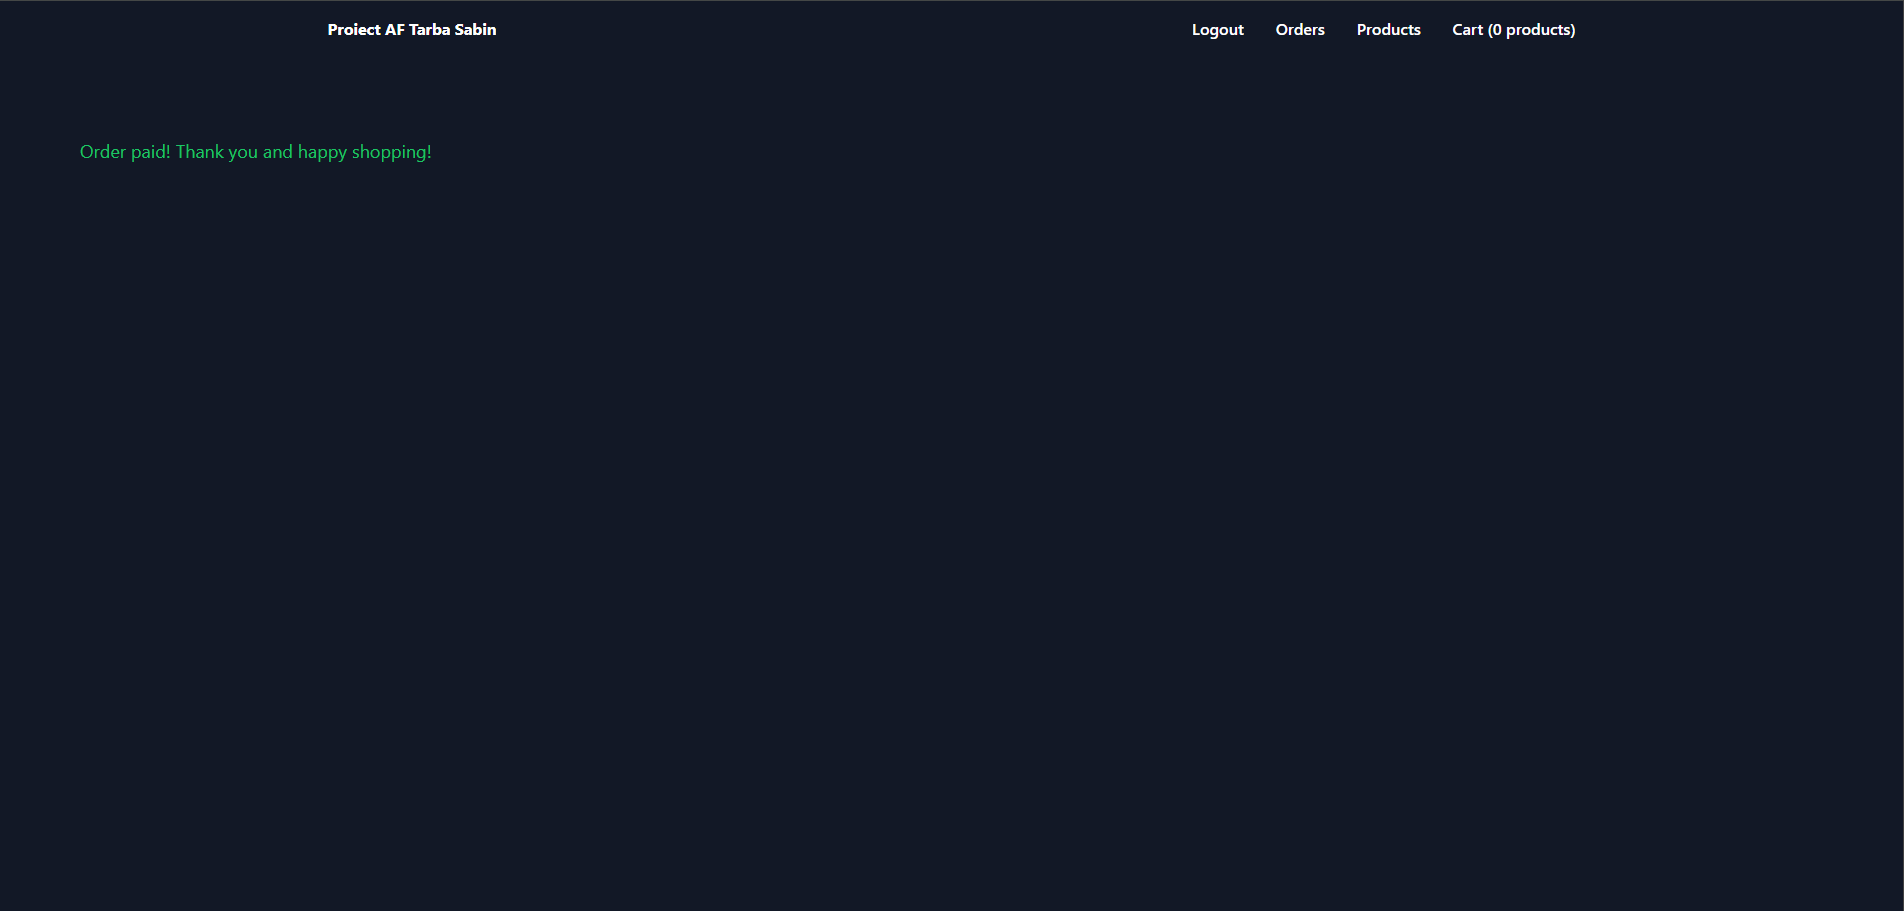 Proiect AF Tarba Sabin
Logout Orders Products Cart (0 products)
Order paid! Thank you and happy shopping!